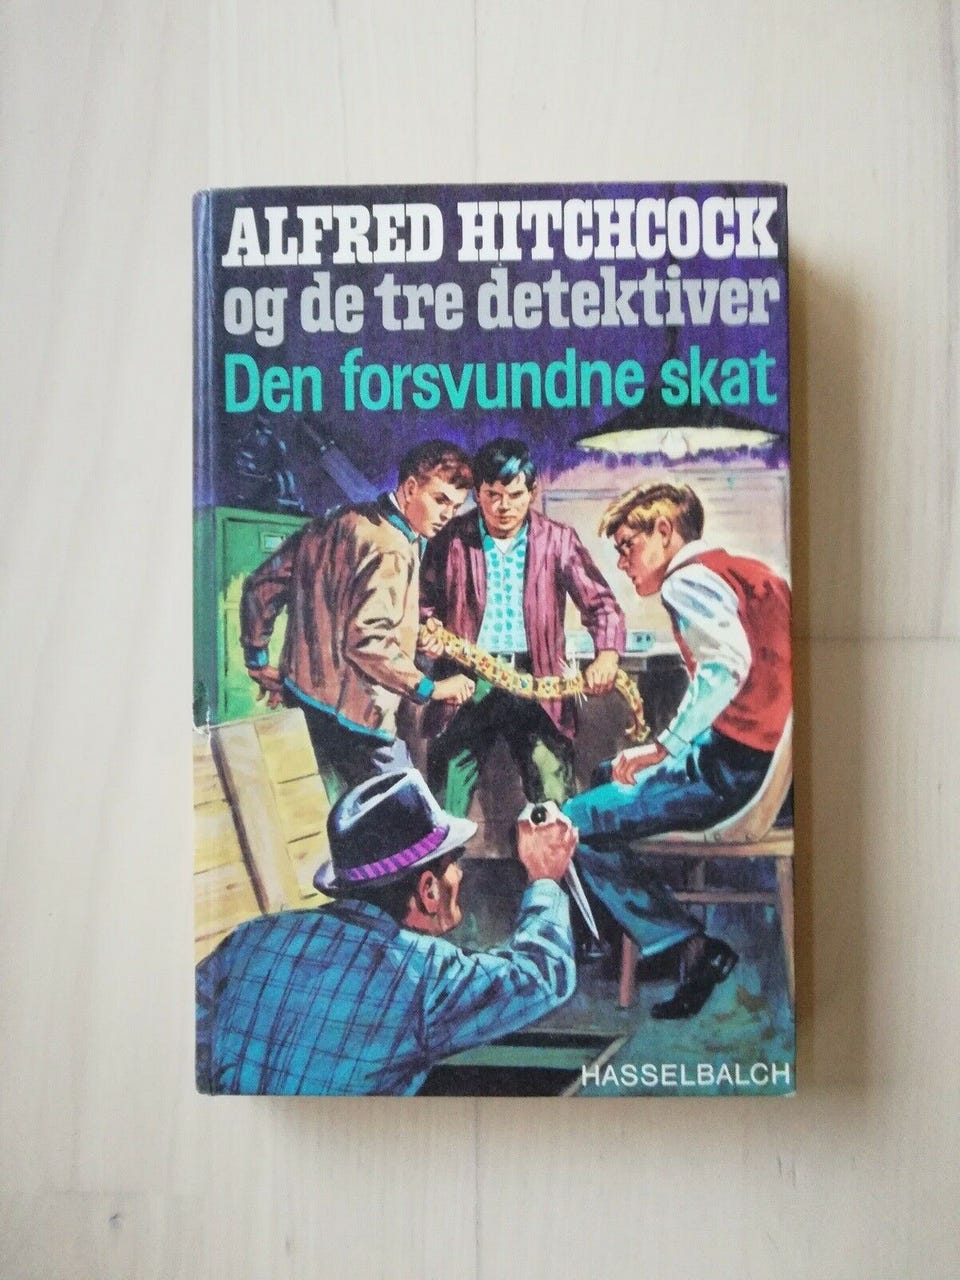 ALFRED HITCHCOCK
og de tre detektiver
Den forsvundne skat
HASSELBALCH